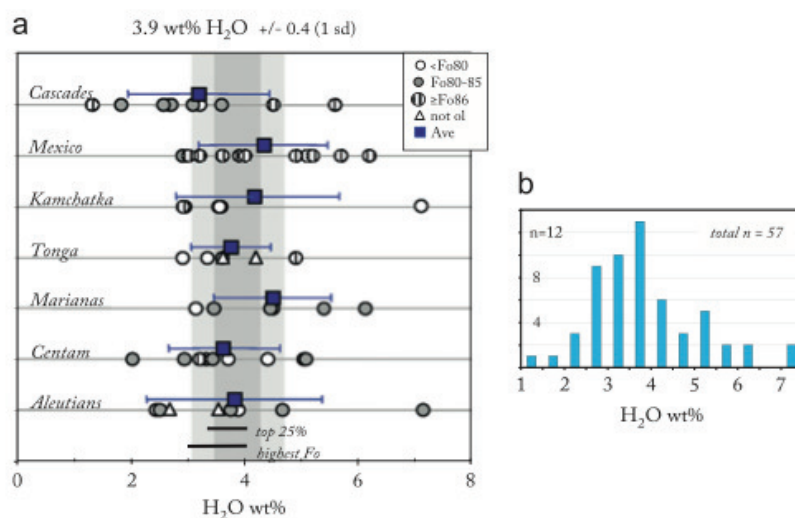 a
3.9 wt% H₂O +/- 0.4 (1 sd)
<Fo80
Fo80-85
≥Fo86
not ol
Ave
Cascades
Mexico
Kamchatka
Tonga
Marianas
Centam
Aleutians
top 25%
highest Fo
0 2 4 6 8
H₂O wt%
b
n=12
total n = 57
8
4
1 2 3 4 5 6 7
H₂O wt%